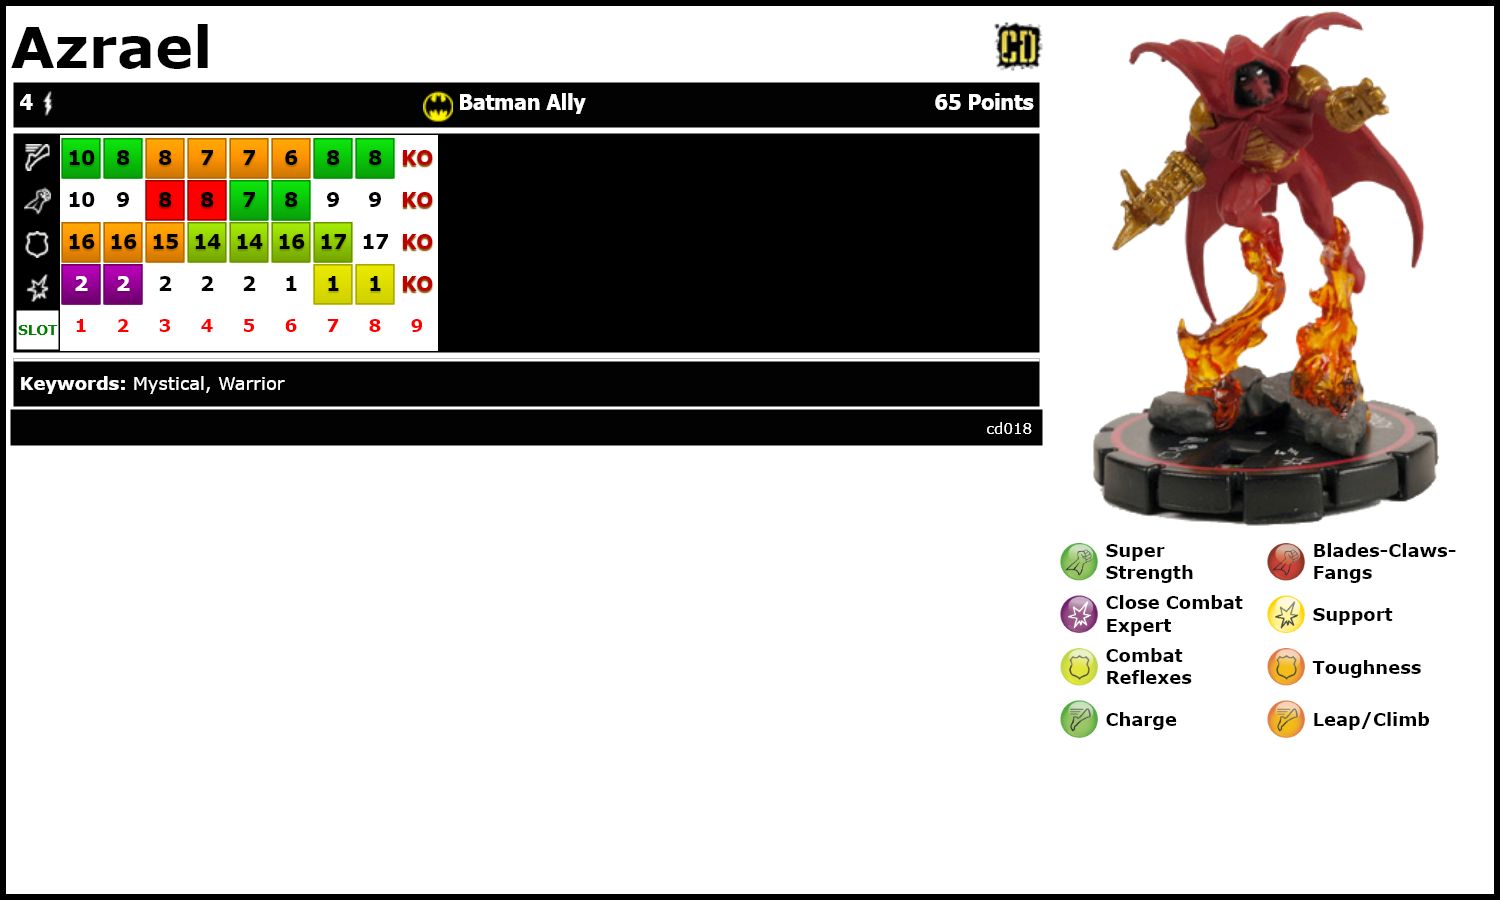 Azrael
CD
4 Batman Ally 65 Points
10 8 8 7 7 6 8 8 KO
10 9 8 8 7 8 9 9 KO
16 16 15 14 14 16 17 17 KO
2 2 2 2 2 1 1 1 KO
SLOT 1 2 3 4 5 6 7 8 9
Keywords: Mystical, Warrior
cd018
Super
Strength
Blades-Claws-
Fangs
Close Combat
Expert
Support
Combat
Reflexes
Toughness
Charge
Leap/Climb